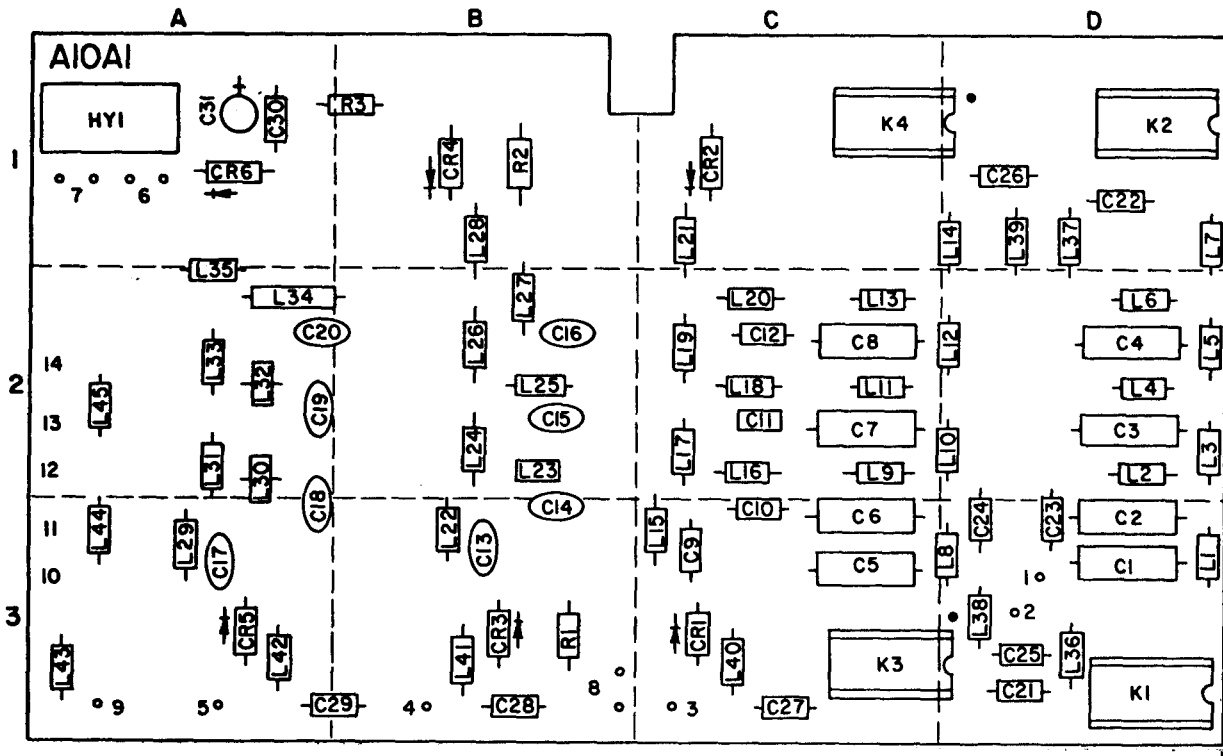 A B C D
A10A1
HY1 C31 C30 R3 K4 K2
1 CR4 R2 CR2
CR6 C26
7 6 C22
L28 L21 L14 L39 L37 L7
L35
L34 L27 L20 L13 L6
C20 L26 C16 L19 C12 C8 L12 C4 L5
14 L33
2 L32 L25 L18 L11 L4
L45 C19 C15 C11
13 C7 C3
L24 L17 L10 L3
12 L31 L30 L23 L16 L9 L2
C18 C14 C10
11 L44 L29 L22 C13 L15 C9 C6 C24 C23 C2
C17 L8 L1
10 C5 1 C1
3 CR5 CR3 R1 CR1 L38 2
L43 L42 L41 L40 K3 C25 L36
8 C21 K1
9 5 C29 4 C28 3 C27